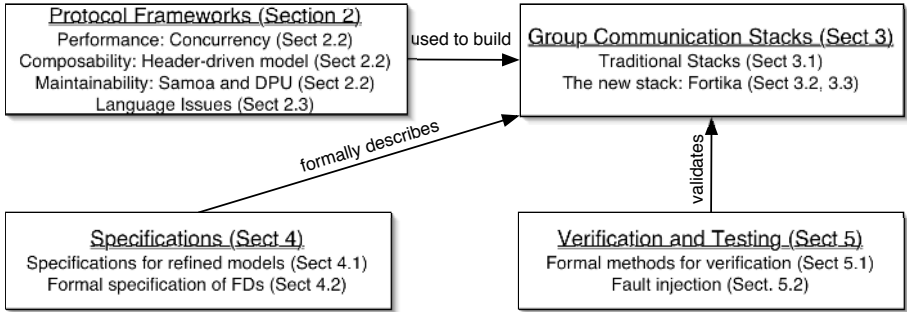 Protocol Frameworks (Section 2)
Performance: Concurrency (Sect 2.2)
Composability: Header-driven model (Sect 2.2)
Maintainability: Samoa and DPU (Sect 2.2)
Language Issues (Sect 2.3)
used to build
Group Communication Stacks (Sect 3)
Traditional Stacks (Sect 3.1)
The new stack: Fortika (Sect 3.2, 3.3)
formally describes
validates
Specifications (Sect 4)
Specifications for refined models (Sect 4.1)
Formal specification of FDs (Sect 4.2)
Verification and Testing (Sect 5)
Formal methods for verification (Sect 5.1)
Fault injection (Sect. 5.2)